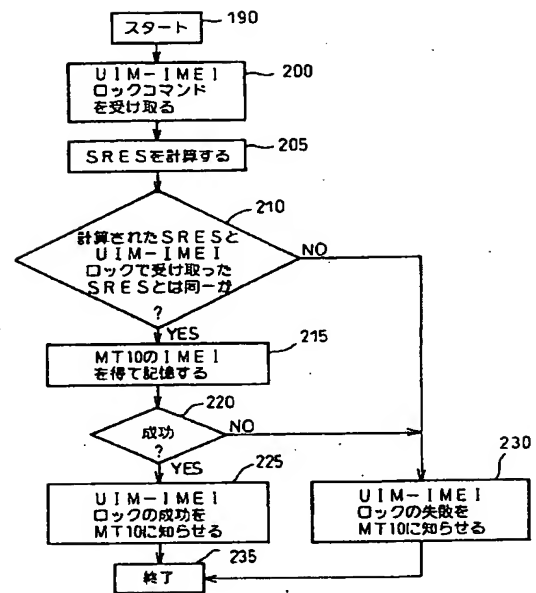 スタート
190
UIM-IMEI
ロックコマンド
を受け取る
200
SRESを計算する
205
210
計算されたSRESと
UIM-IMEI
ロックで受け取った
SRESとは同一か
?
NO
YES
MT10のIMEI
を得て記憶する
215
220
成功
?
NO
YES
225
UIM-IMEI
ロックの成功を
MT10に知らせる
230
UIM-IMEI
ロックの失敗を
MT10に知らせる
235
終了